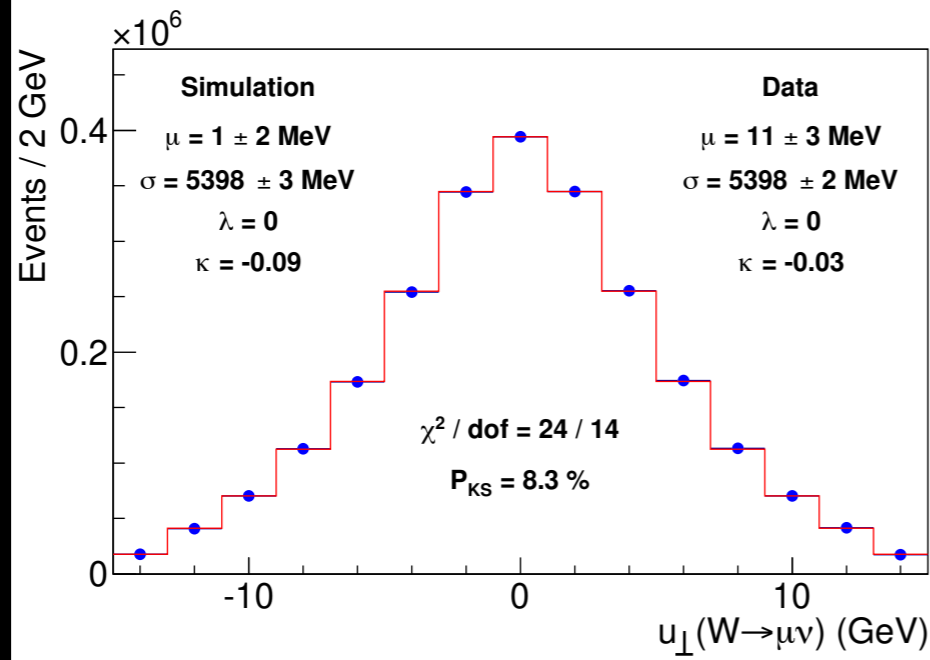 ×10⁶
Events / 2 GeV
Simulation
μ = 1 ± 2 MeV
σ = 5398 ± 3 MeV
λ = 0
κ = -0.09
Data
μ = 11 ± 3 MeV
σ = 5398 ± 2 MeV
λ = 0
κ = -0.03
χ² / dof = 24 / 14
P_KS = 8.3 %
0.4
0.2
0
-10
0
10
u_⊥(W→μν) (GeV)